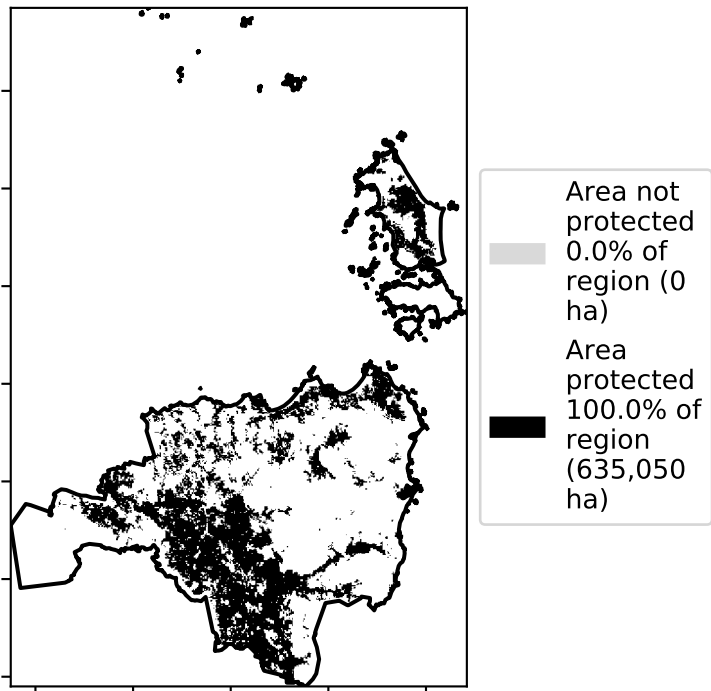 Area not
protected
0.0% of
region (0
ha)
Area
protected
100.0% of
region
(635,050
ha)